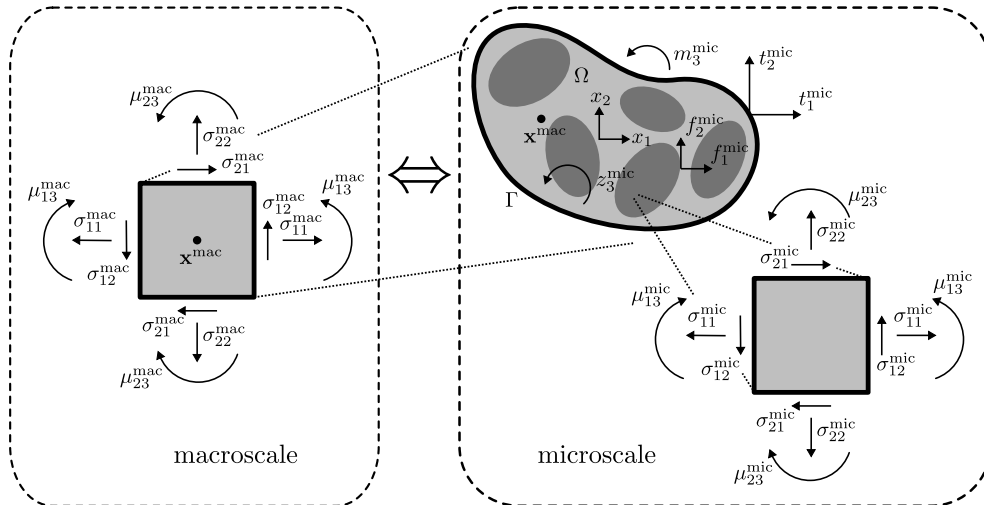 μ₂₃ᵐᵃᶜ
σ₂₂ᵐᵃᶜ
σ₂₁ᵐᵃᶜ
μ₁₃ᵐᵃᶜ
σ₁₁ᵐᵃᶜ
σ₁₂ᵐᵃᶜ
xᵐᵃᶜ
σ₁₂ᵐᵃᶜ
σ₁₁ᵐᵃᶜ
μ₁₃ᵐᵃᶜ
σ₂₁ᵐᵃᶜ
σ₂₂ᵐᵃᶜ
μ₂₃ᵐᵃᶜ
macroscale
m₃ᵐⁱᶜ
t₂ᵐⁱᶜ
t₁ᵐⁱᶜ
Ω
x₂
x₁
xᵐᵃᶜ
f₂ᵐⁱᶜ
f₁ᵐⁱᶜ
z₃ᵐⁱᶜ
Γ
μ₂₃ᵐⁱᶜ
σ₂₂ᵐⁱᶜ
σ₂₁ᵐⁱᶜ
μ₁₃ᵐⁱᶜ
σ₁₁ᵐⁱᶜ
σ₁₂ᵐⁱᶜ
μ₁₃ᵐⁱᶜ
σ₁₁ᵐⁱᶜ
σ₁₂ᵐⁱᶜ
σ₂₁ᵐⁱᶜ
σ₂₂ᵐⁱᶜ
μ₂₃ᵐⁱᶜ
microscale